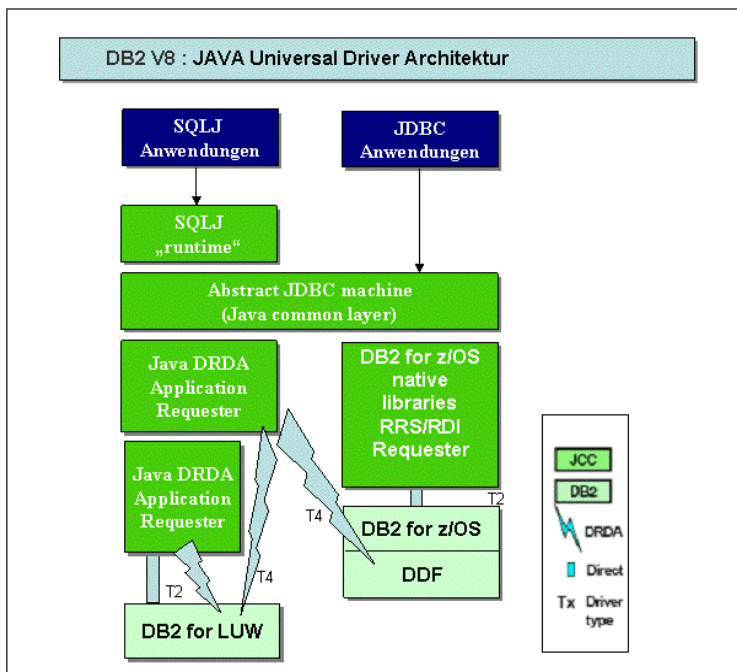 DB2 V8 : JAVA Universal Driver Architektur
SQLJ
Anwendungen
JDBC
Anwendungen
SQLJ
„runtime“
Abstract JDBC machine
(Java common layer)
Java DRDA
Application
Requester
DB2 for z/OS
native
libraries
RRS/RDI
Requester
Java DRDA
Application
Requester
T2
T4
T4
T2
DB2 for z/OS
DDF
DB2 for LUW
JCC
DB2
DRDA
Direct
Tx Driver
type